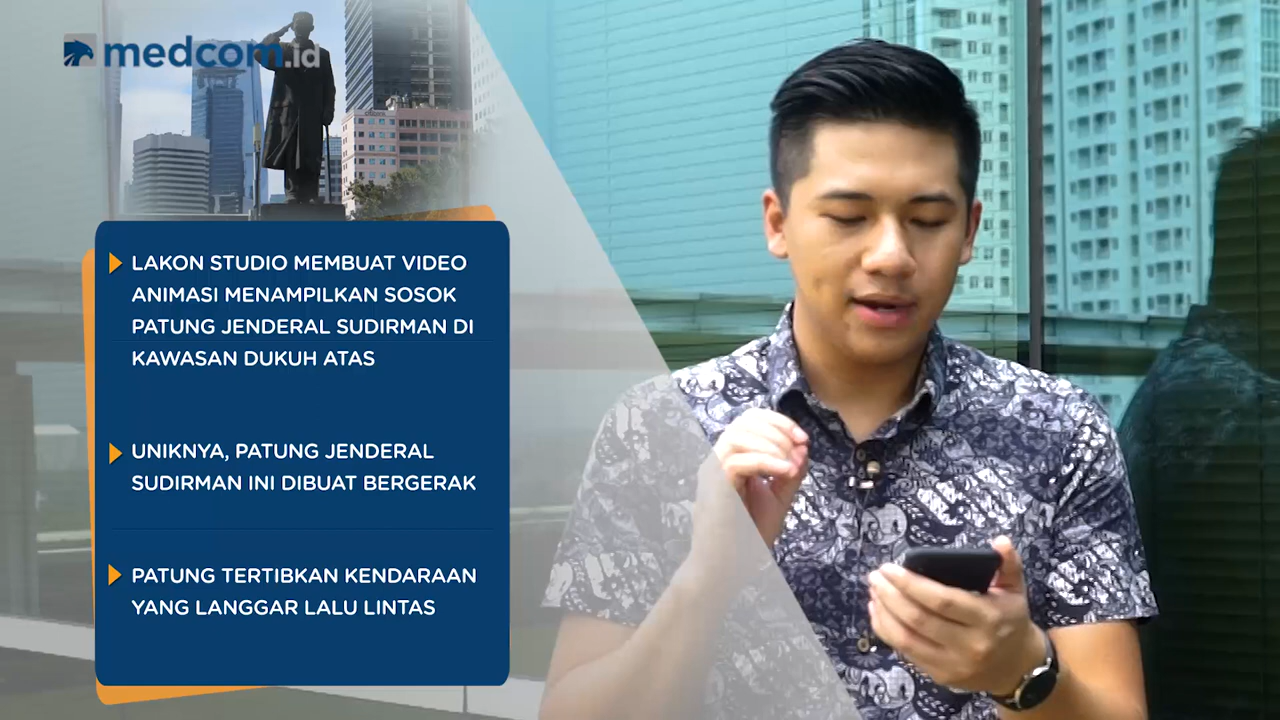 medcom.id
LAKON STUDIO MEMBUAT VIDEO
ANIMASI MENAMPILKAN SOSOK
PATUNG JENDERAL SUDIRMAN DI
KAWASAN DUKUH ATAS
UNIKNYA, PATUNG JENDERAL
SUDIRMAN INI DIBUAT BERGERAK
PATUNG TERTIBKAN KENDARAAN
YANG LANGGAR LALU LINTAS